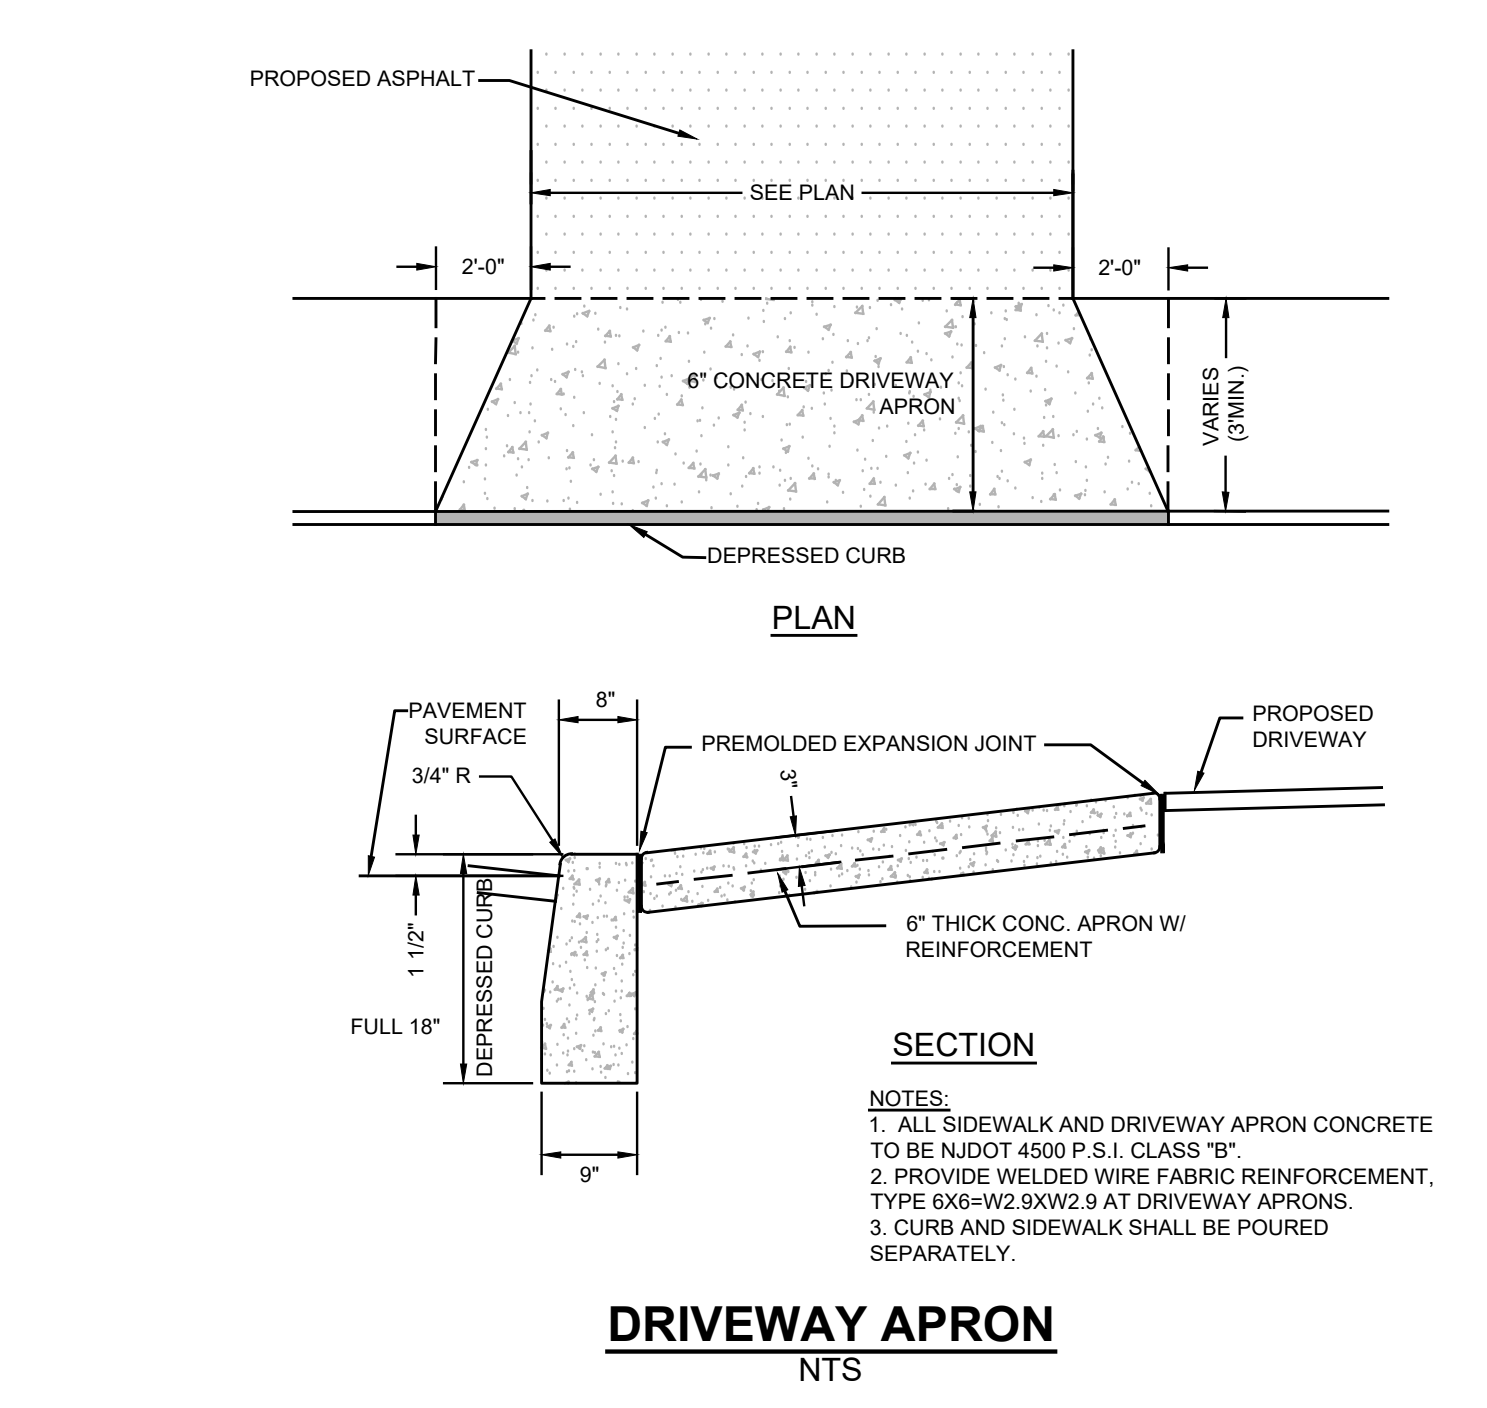 PROPOSED ASPHALT
SEE PLAN
2'-0"
2'-0"
6" CONCRETE DRIVEWAY
APRON
VARIES
(3'MIN.)
DEPRESSED CURB
PLAN
PAVEMENT
SURFACE
8"
PREMOLDED EXPANSION JOINT
PROPOSED
DRIVEWAY
3/4" R
3"
1 1/2"
DEPRESSED CURB
FULL 18"
6" THICK CONC. APRON W/
REINFORCEMENT
9"
SECTION
NOTES:
1. ALL SIDEWALK AND DRIVEWAY APRON CONCRETE
TO BE NJDOT 4500 P.S.I. CLASS "B".
2. PROVIDE WELDED WIRE FABRIC REINFORCEMENT,
TYPE 6X6=W2.9XW2.9 AT DRIVEWAY APRONS.
3. CURB AND SIDEWALK SHALL BE POURED
SEPARATELY.
DRIVEWAY APRON
NTS